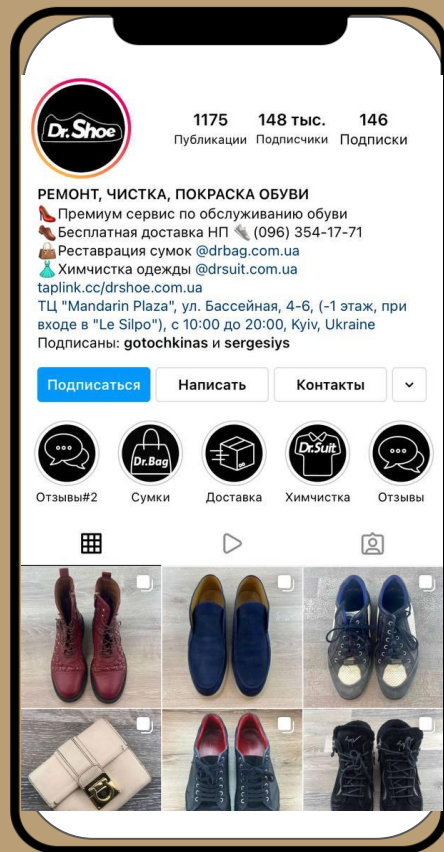 Dr. Shoe
1175 148 тыс. 146
Публикации Подписчики Подписки
РЕМОНТ, ЧИСТКА, ПОКРАСКА ОБУВИ
👠Премиум сервис по обслуживанию обуви
👞Бесплатная доставка НП 📞(096) 354-17-71
👜Реставрация сумок @drbag.com.ua
👗Химчистка одежды @drsuit.com.ua
taplink.cc/drshoe.com.ua
ТЦ "Mandarin Plaza", ул. Бассейная, 4-6, (-1 этаж, при
входе в "Le Silpo"), с 10:00 до 20:00, Kyiv, Ukraine
Подписаны: gotochkinas и sergesiys
Подписаться Написать Контакты
Dr.Bag Dr.Suit
Отзывы#2 Сумки Доставка Химчистка Отзывы